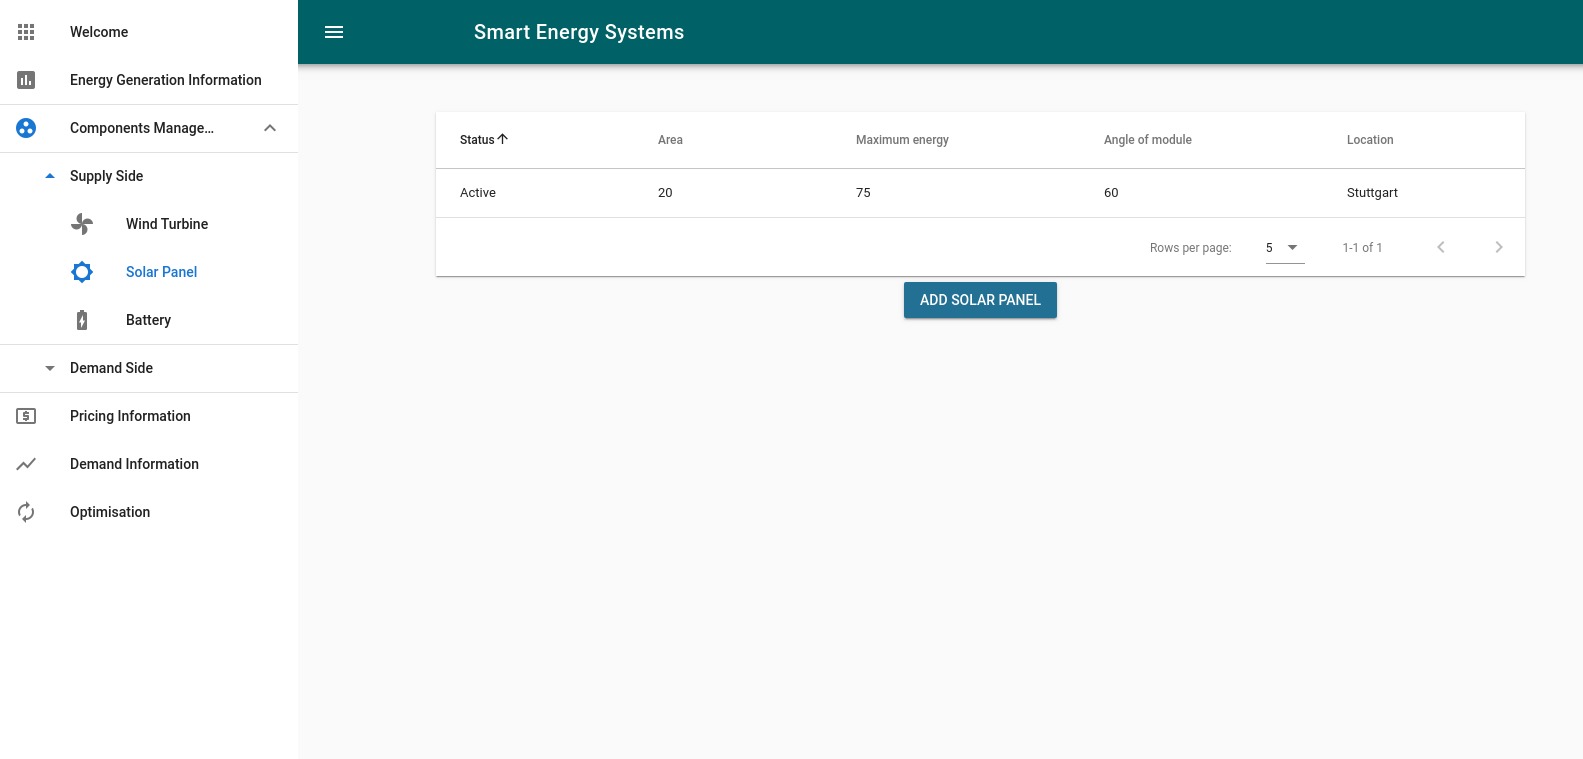 Welcome
Energy Generation Information
Components Manage...
Supply Side
Wind Turbine
Solar Panel
Battery
Demand Side
Pricing Information
Demand Information
Optimisation
Smart Energy Systems
Status Area Maximum energy Angle of module Location
Active 20 75 60 Stuttgart
Rows per page: 5 1-1 of 1
ADD SOLAR PANEL